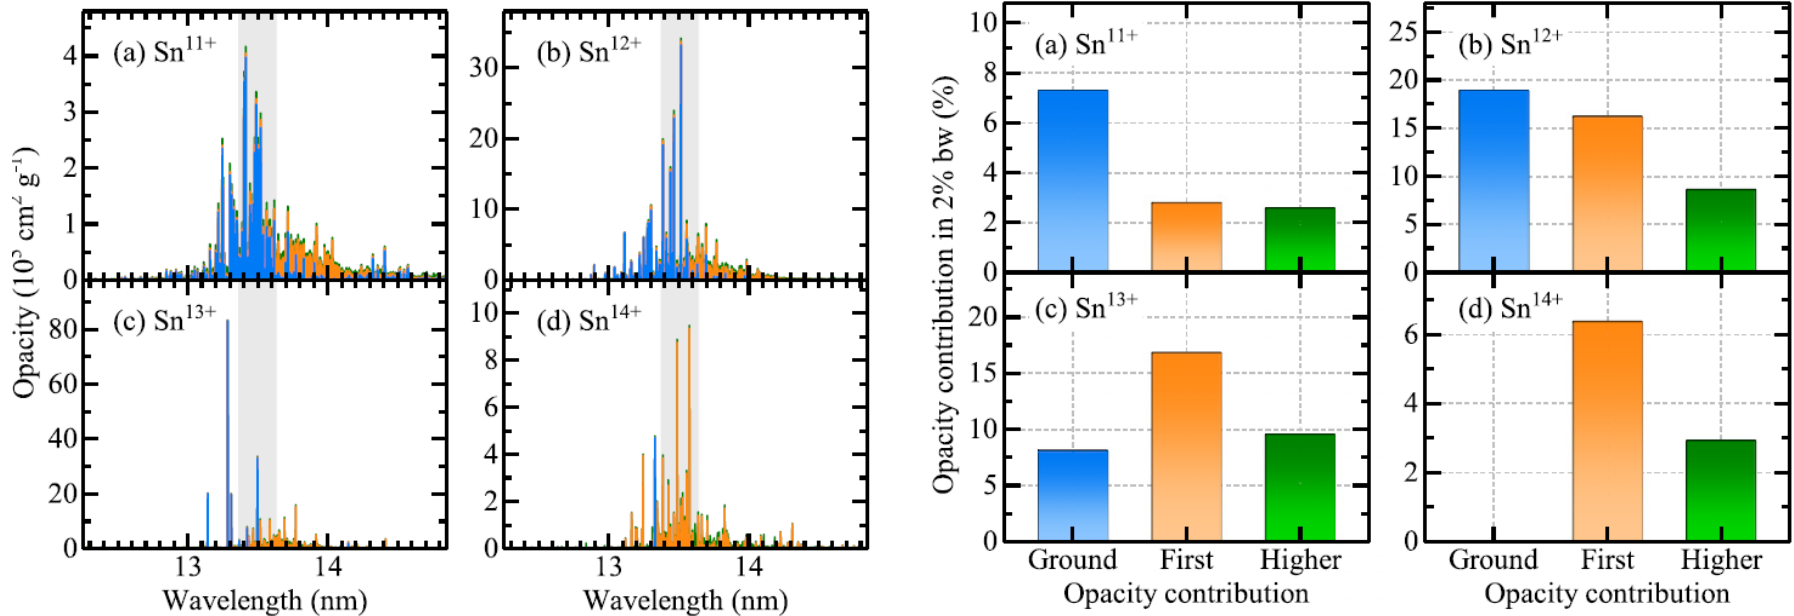 (a) Sn11+
(b) Sn12+
(c) Sn13+
(d) Sn14+
Opacity (10⁵ cm² g⁻¹)
4
3
2
1
0
30
20
10
0
80
60
40
20
0
10
8
6
4
2
0
13
14
13
14
Wavelength (nm)
Wavelength (nm)
(a) Sn11+
(b) Sn12+
(c) Sn13+
(d) Sn14+
Opacity contribution in 2% bw (%)
10
8
6
4
2
0
25
20
15
10
5
0
20
15
10
5
0
6
4
2
0
Ground
First
Higher
Ground
First
Higher
Opacity contribution
Opacity contribution